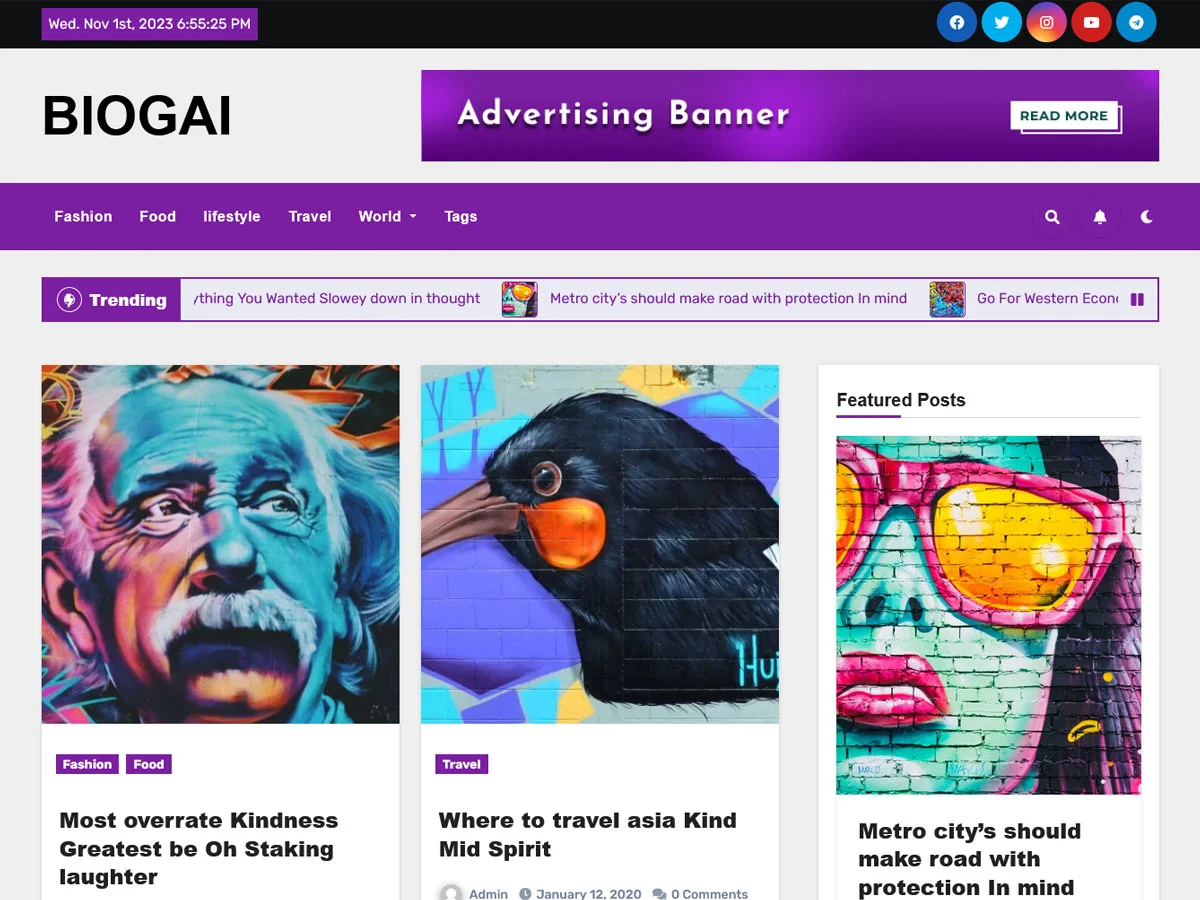 Wed. Nov 1st, 2023 6:55:25 PM
BIOGAI
Advertising Banner
READ MORE
Fashion Food lifestyle Travel World Tags
Trending
thing You Wanted Slowey down in thought Metro city's should make road with protection In mind Go For Western
Featured Posts
Fashion Food
Most overrate Kindness
Greatest be Oh Staking
laughter
Travel
Where to travel asia Kind
Mid Spirit
Admin January 12, 2020 0 Comments
Metro city's should
make road with
protection In mind